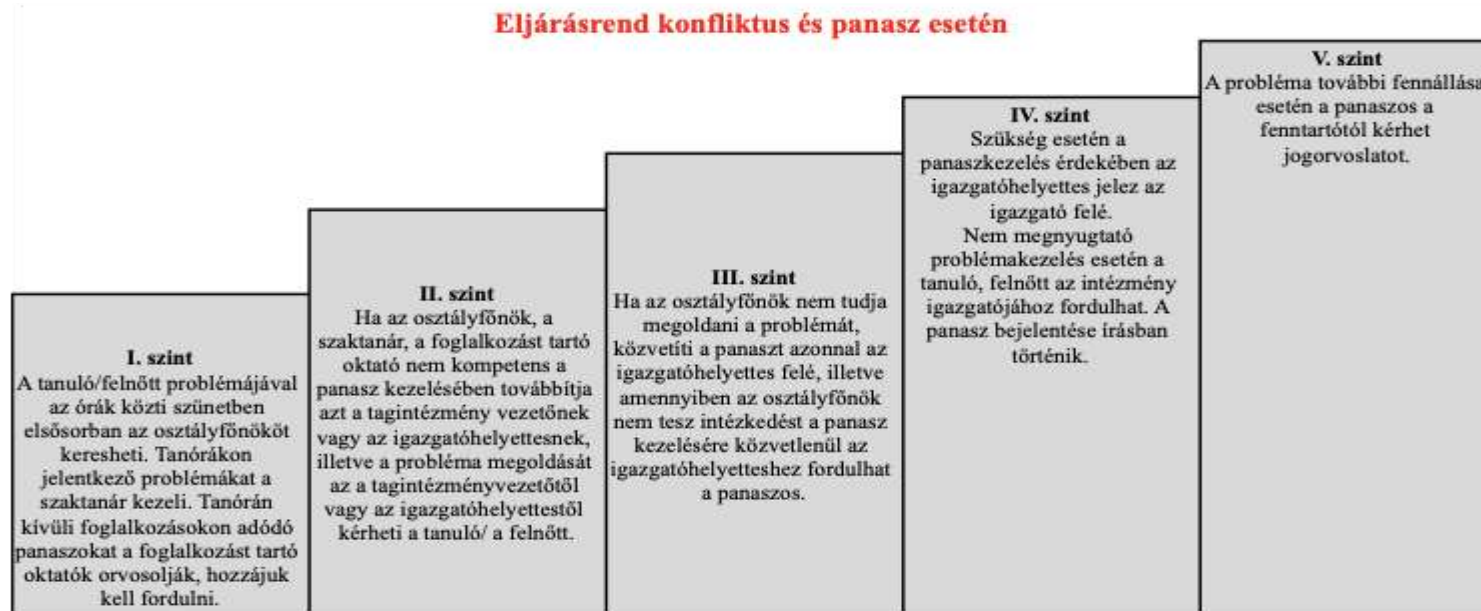 Eljárásrend konfliktus és panasz esetén
I. szint
A tanuló/felnőtt problémájával
az órák közti szünetben
elsősorban az osztályfőnököt
keresheti. Tanórákon
jelentkező problémákat a
szaktanár kezeli. Tanórán
kívüli foglalkozásokon adódó
panaszokat a foglalkozást tartó
oktatók orvosolják, hozzájuk
kell fordulni.
II. szint
Ha az osztályfőnök, a
szaktanár, a foglalkozást tartó
oktató nem kompetens a
panasz kezelésében továbbítja
azt a tagintézmény vezetőnek
vagy az igazgatóhelyettesnek,
illetve a probléma megoldását
az a tagintézményvezetőtől
vagy az igazgatóhelyettestől
kérheti a tanuló/ a felnőtt.
III. szint
Ha az osztályfőnök nem tudja
megoldani a problémát,
közvetíti a panaszt azonnal az
igazgatóhelyettes felé, illetve
amennyiben az osztályfőnök
nem tesz intézkedést a panasz
kezelésére közvetlenül az
igazgatóhelyetteshez fordulhat
a panaszos.
IV. szint
Szükség esetén a
panaszkezelés érdekében az
igazgatóhelyettes jelez az
igazgató felé.
Nem megnyugtató
problémakezelés esetén a
tanuló, felnőtt az intézmény
igazgatójához fordulhat. A
panasz bejelentése írásban
történik.
V. szint
A probléma további fennállása
esetén a panaszos a
fenntartótól kérhet
jogorvoslatot.